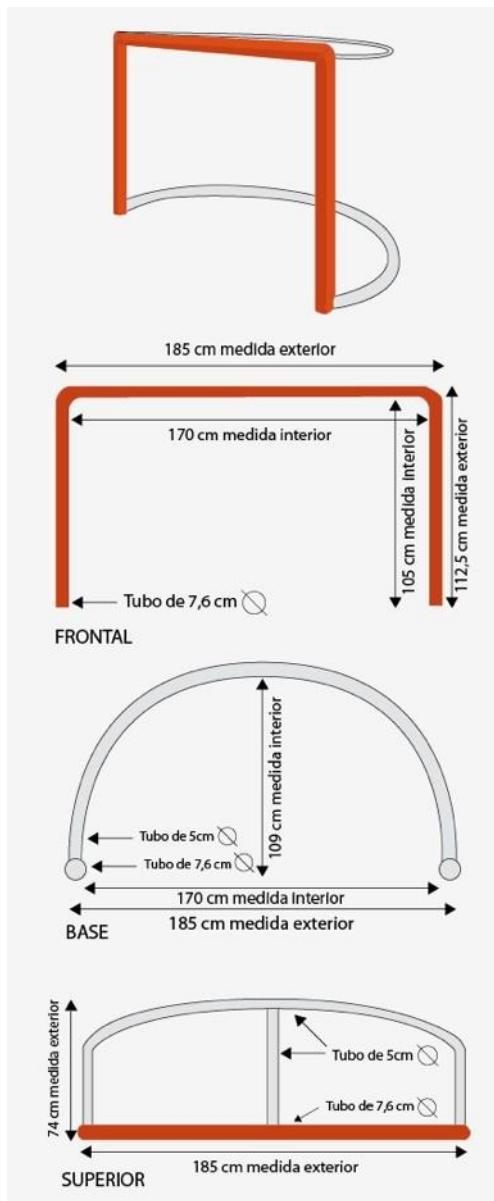 185 cm medida exterior
170 cm medida interior
105 cm medida interior
112,5 cm medida exterior
Tubo de 7,6 cm
FRONTAL
109 cm medida interior
Tubo de 5cm
Tubo de 7,6 cm
170 cm medida interior
185 cm medida exterior
BASE
74 cm medida exterior
Tubo de 5cm
Tubo de 7,6 cm
185 cm medida exterior
SUPERIOR